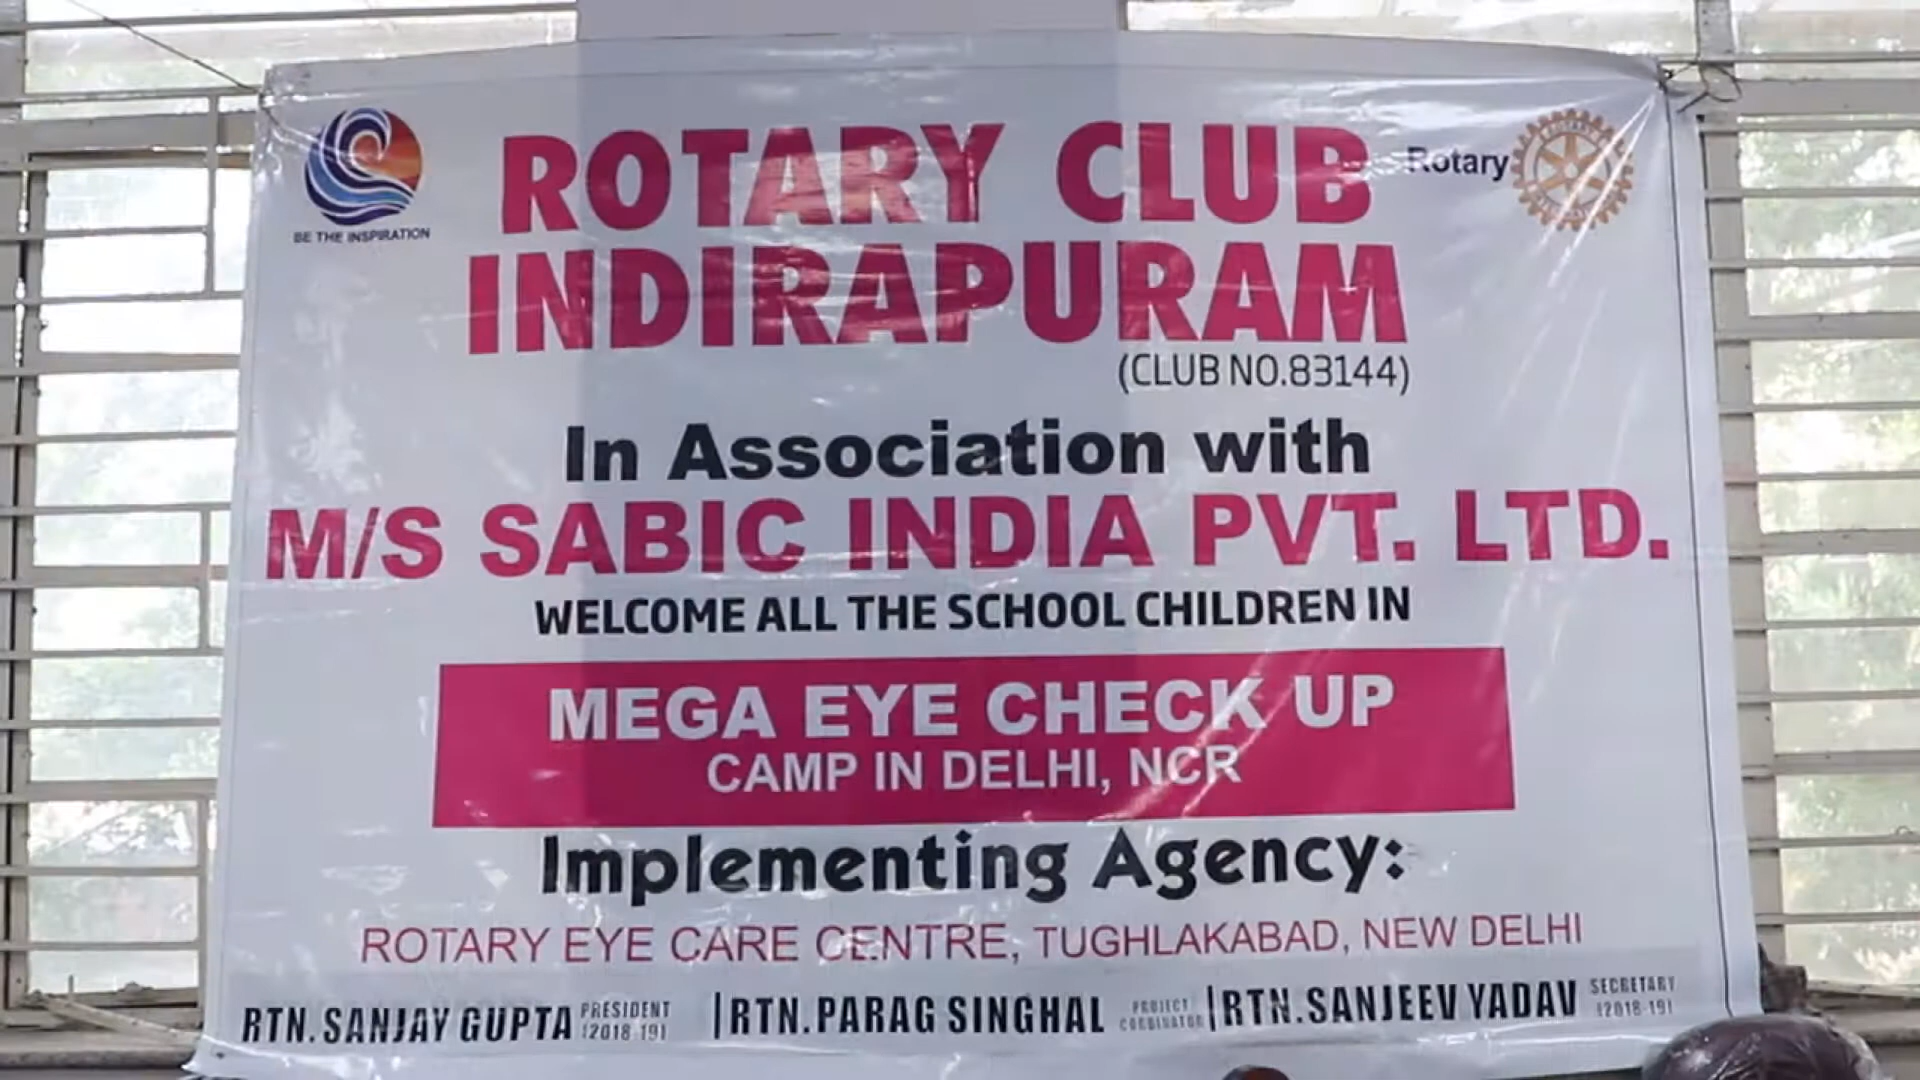 BE THE INSPIRATION
ROTARY CLUB
Rotary
INDIRAPURAM
(CLUB NO.83144)
In Association with
M/S SABIC INDIA PVT. LTD.
WELCOME ALL THE SCHOOL CHILDREN IN
MEGA EYE CHECK UP
CAMP IN DELHI, NCR
Implementing Agency:
ROTARY EYE CARE CENTRE, TUGHLAKABAD, NEW DELHI
RTN.SANJAY GUPTA PRESIDENT (2018-19) | RTN.PARAG SINGHAL PROJECT CORDINATOR | RTN.SANJEEV YADAV SECRETARY (2018-19)